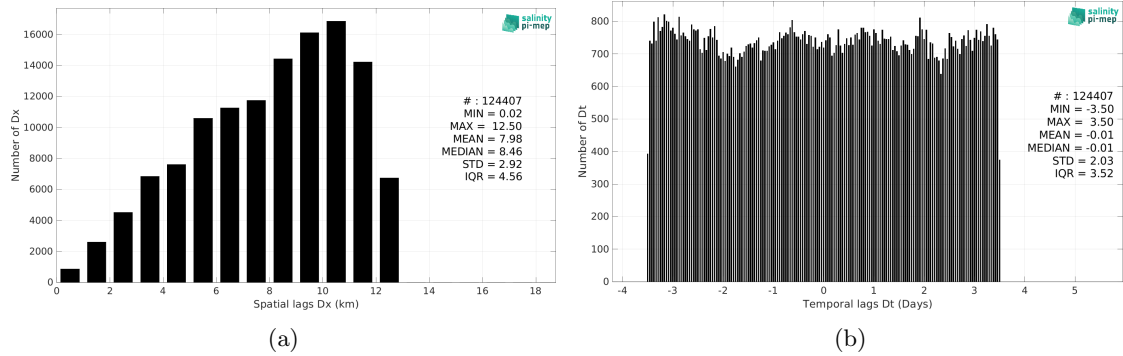 salinity
pi-mep
16000
14000
12000
10000
8000
6000
4000
2000
0
Number of Dx
# : 124407
MIN = 0.02
MAX = 12.50
MEAN = 7.98
MEDIAN = 8.46
STD = 2.92
IQR = 4.56
0 2 4 6 8 10 12 14 16 18
Spatial lags Dx (km)
(a)
salinity
pi-mep
800
700
600
500
400
300
200
100
0
Number of Dt
# : 124407
MIN = -3.50
MAX = 3.50
MEAN = -0.01
MEDIAN = -0.01
STD = 2.03
IQR = 3.52
-4 -3 -2 -1 0 1 2 3 4 5
Temporal lags Dt (Days)
(b)